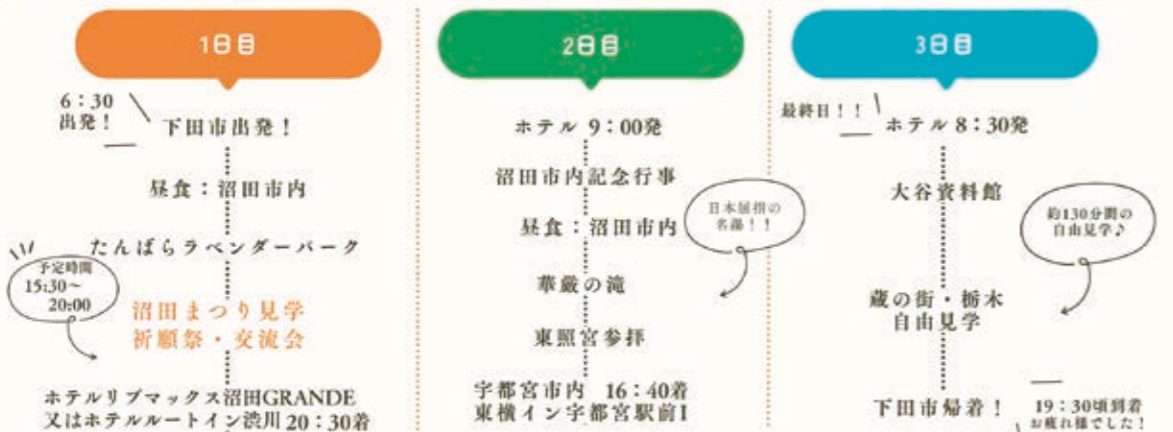 1日目
6：30
出発！
下田市出発！
昼食：沼田市内
たんばらラベンダーパーク
予定時間
15:30～
20:00
沼田まつり見学
祈願祭・交流会
ホテルリブマックス沼田GRANDE
又はホテルルートイン渋川 20：30着
2日目
ホテル 9：00発
沼田市内記念行事
昼食：沼田市内
日本屈指の
名瀑！！
華厳の滝
東照宮参拝
宇都宮市内　16：40着
東横イン宇都宮駅前I
3日目
最終日！！
ホテル 8：30発
大谷資料館
約130分間の
自由見学♪
蔵の街・栃木
自由見学
下田市帰着！
19：30頃到着
お疲れ様でした！